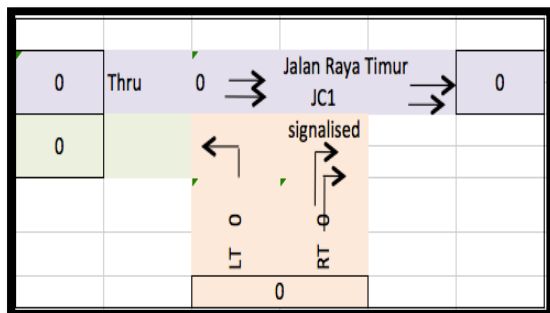 0 Thru 0 Jalan Raya Timur 0
JC1
0 signalised
LT 0 RT 0
0